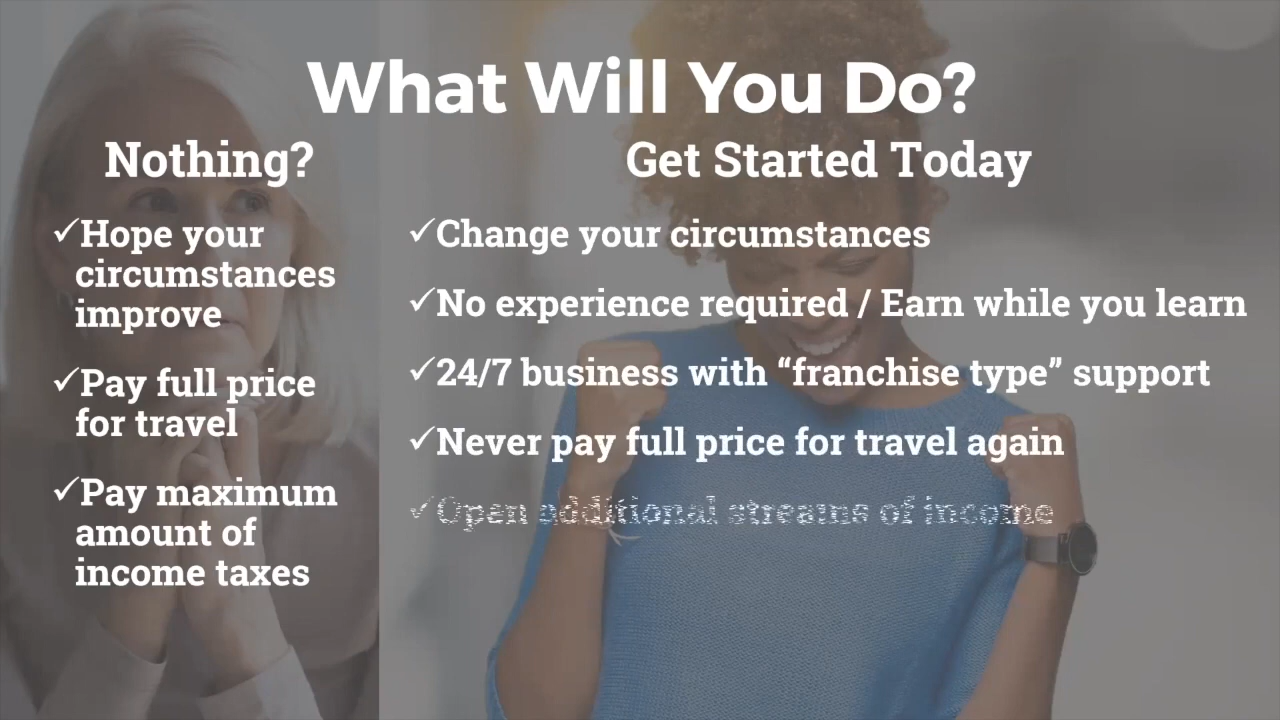 What Will You Do?
Nothing?
✓Hope your
circumstances
improve
✓Pay full price
for travel
✓Pay maximum
amount of
income taxes
Get Started Today
✓Change your circumstances
✓No experience required / Earn while you learn
✓24/7 business with “franchise type” support
✓Never pay full price for travel again
✓Open additional streams of income